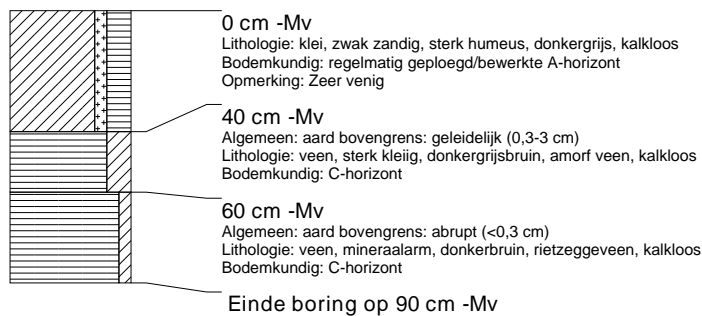 0 cm -Mv
Lithologie: klei, zwak zandig, sterk humeus, donkergrijs, kalkloos
Bodemkundig: regelmatig geploegd/bewerkte A-horizont
Opmerking: Zeer venig
40 cm -Mv
Algemeen: aard bovengrens: geleidelijk (0,3-3 cm)
Lithologie: veen, sterk kleiig, donkergrijsbruin, amorf veen, kalkloos
Bodemkundig: C-horizont
60 cm -Mv
Algemeen: aard bovengrens: abrupt (<0,3 cm)
Lithologie: veen, mineraalarm, donkerbruin, rietzeggeveen, kalkloos
Bodemkundig: C-horizont
Einde boring op 90 cm -Mv